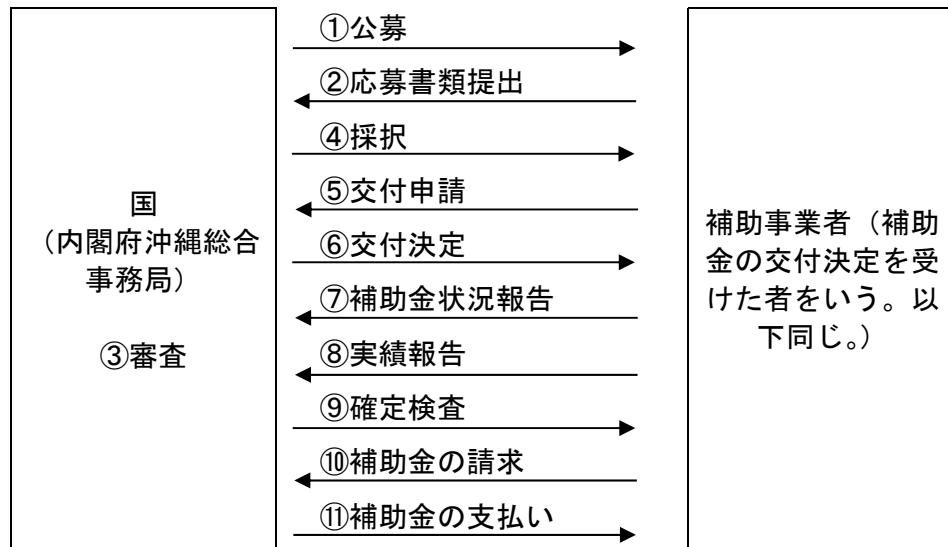 ①公募
②応募書類提出
④採択
⑤交付申請
⑥交付決定
⑦補助金状況報告
⑧実績報告
⑨確定検査
⑩補助金の請求
⑪補助金の支払い
国
（内閣府沖縄総合
事務局）
③審査
補助事業者（補助
金の交付決定を受
けた者をいう。以
下同じ。）